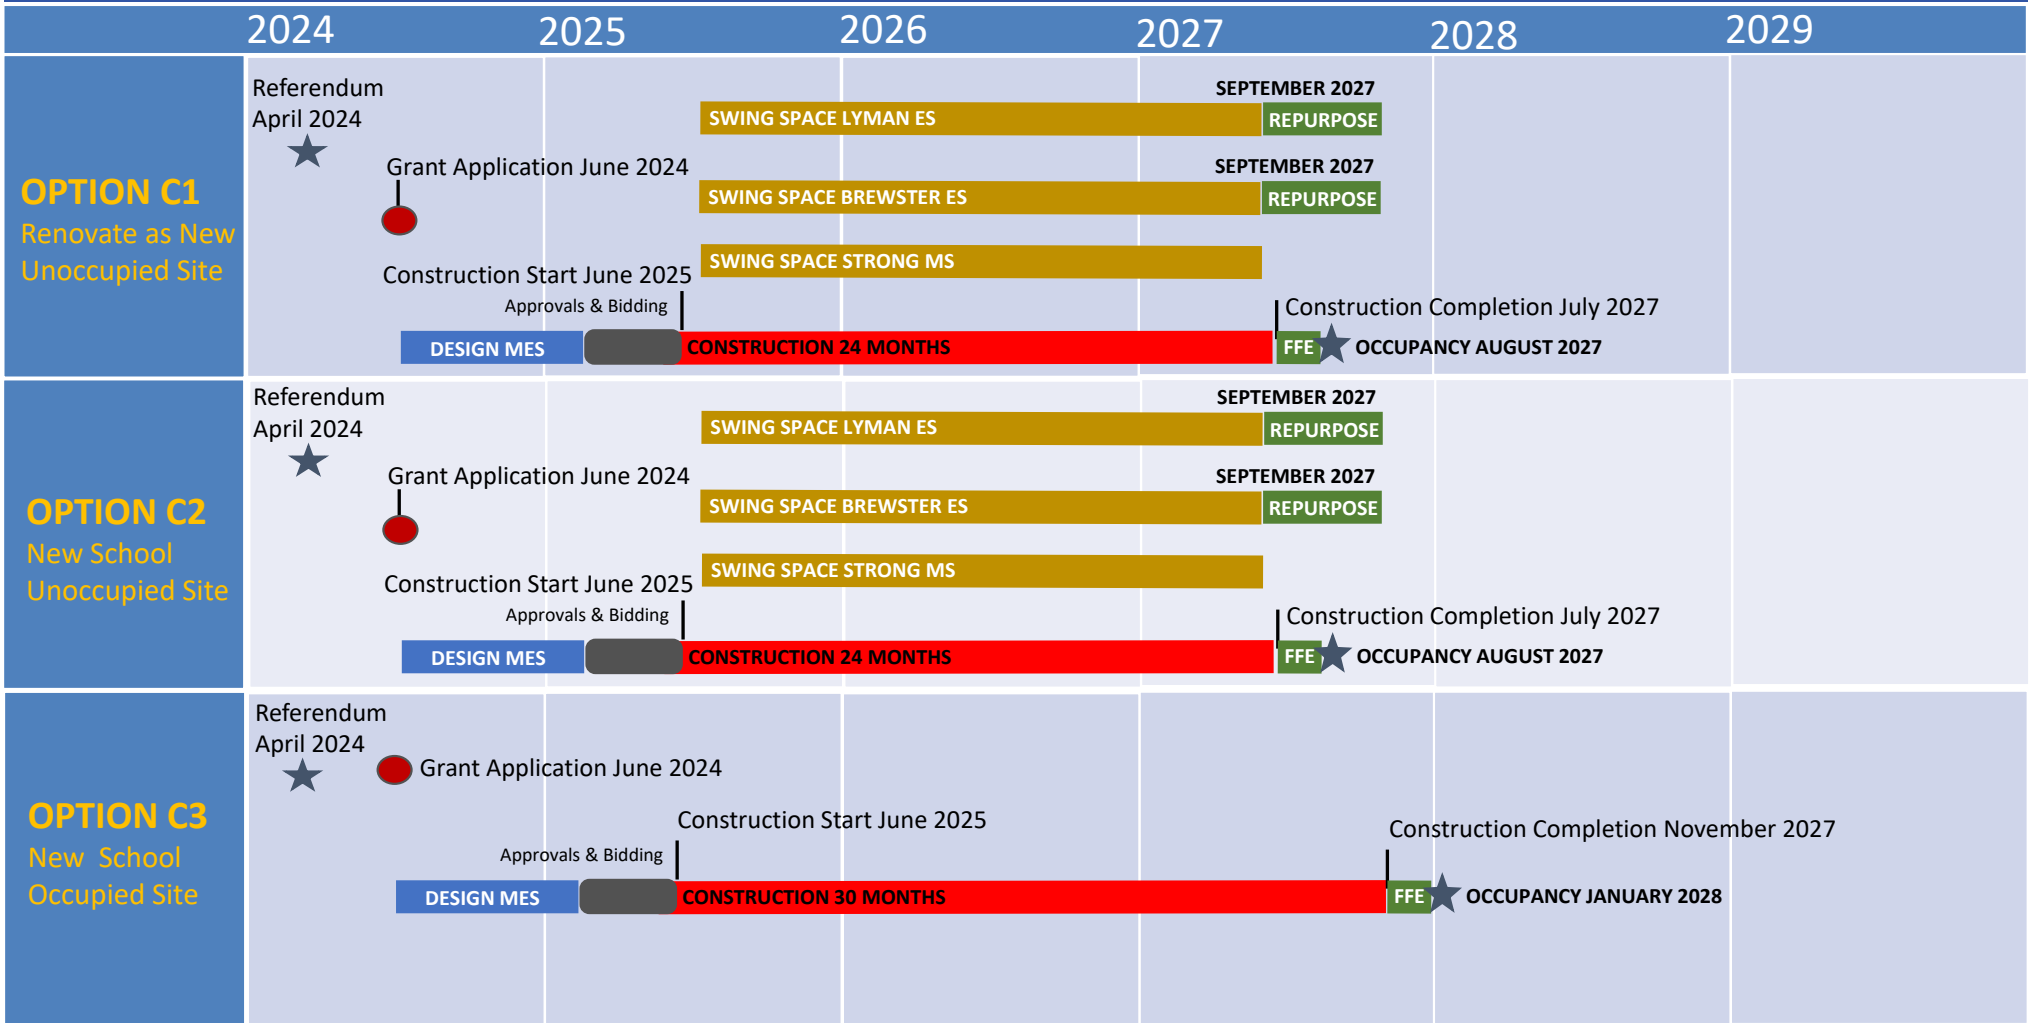 2024 2025 2026 2027 2028 2029
OPTION C1
Renovate as New
Unoccupied Site
Referendum
April 2024
Grant Application June 2024
SEPTEMBER 2027
SWING SPACE LYMAN ES
REPURPOSE
SEPTEMBER 2027
SWING SPACE BREWSTER ES
REPURPOSE
SWING SPACE STRONG MS
Construction Start June 2025
Approvals & Bidding
Construction Completion July 2027
DESIGN MES
CONSTRUCTION 24 MONTHS
FFE
OCCUPANCY AUGUST 2027
OPTION C2
New School
Unoccupied Site
Referendum
April 2024
Grant Application June 2024
SEPTEMBER 2027
SWING SPACE LYMAN ES
REPURPOSE
SEPTEMBER 2027
SWING SPACE BREWSTER ES
REPURPOSE
SWING SPACE STRONG MS
Construction Start June 2025
Approvals & Bidding
Construction Completion July 2027
DESIGN MES
CONSTRUCTION 24 MONTHS
FFE
OCCUPANCY AUGUST 2027
OPTION C3
New School
Occupied Site
Referendum
April 2024
Grant Application June 2024
Construction Start June 2025
Approvals & Bidding
Construction Completion November 2027
DESIGN MES
CONSTRUCTION 30 MONTHS
FFE
OCCUPANCY JANUARY 2028